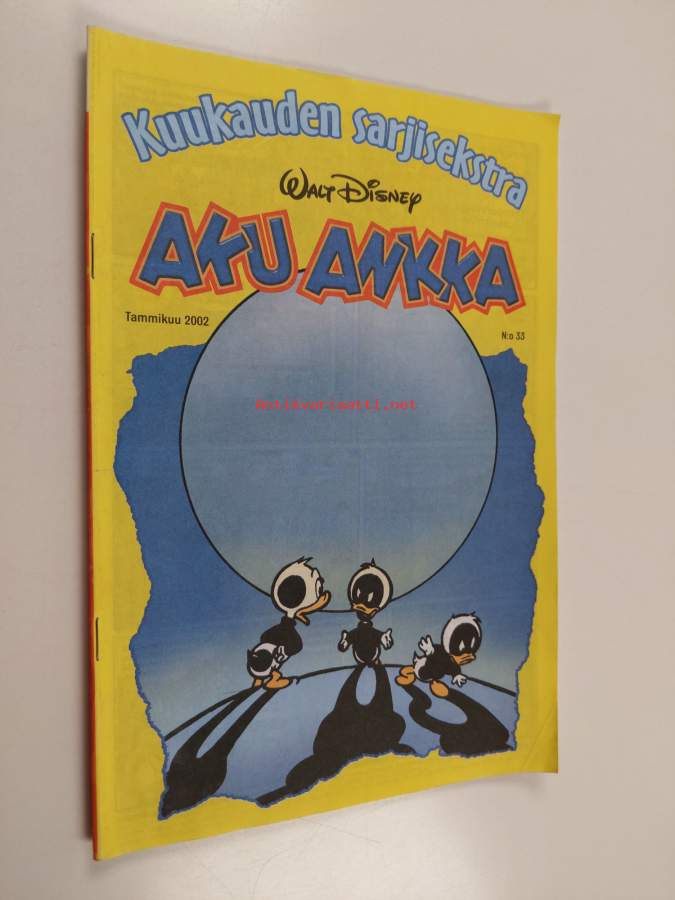 Kuukauden sarjisekstra
WALT DISNEY
AKU ANKKA
Tammikuu 2002
N:o 33
Antikvariaatti.net